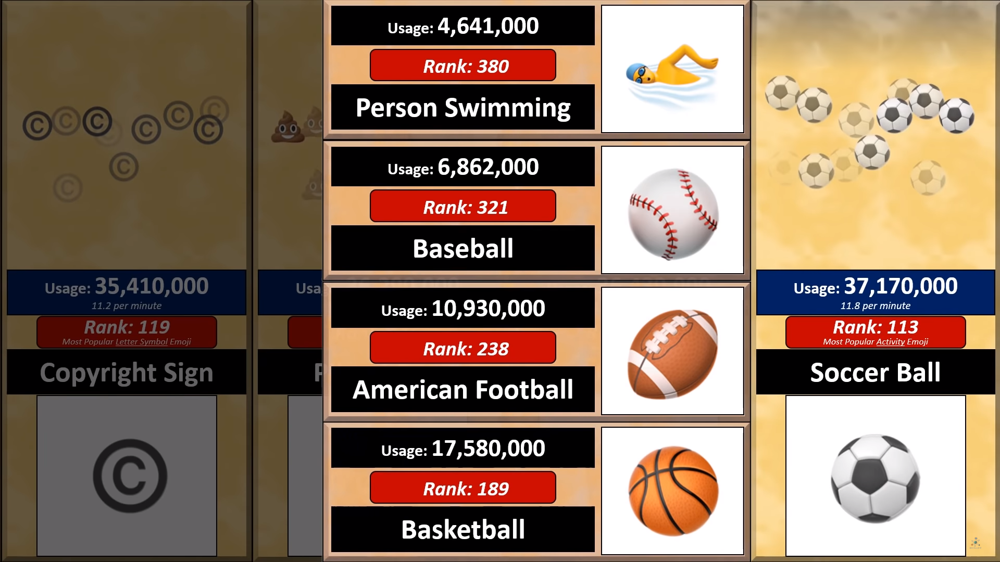 Usage: 35,410,000
11.2 per minute
Rank: 119
Most Popular Letter Symbol Emoji
Copyright Sign
Usage: 4,641,000
Rank: 380
Person Swimming
Usage: 6,862,000
Rank: 321
Baseball
Usage: 10,930,000
Rank: 238
American Football
Usage: 17,580,000
Rank: 189
Basketball
Usage: 37,170,000
11.8 per minute
Rank: 113
Most Popular Activity Emoji
Soccer Ball